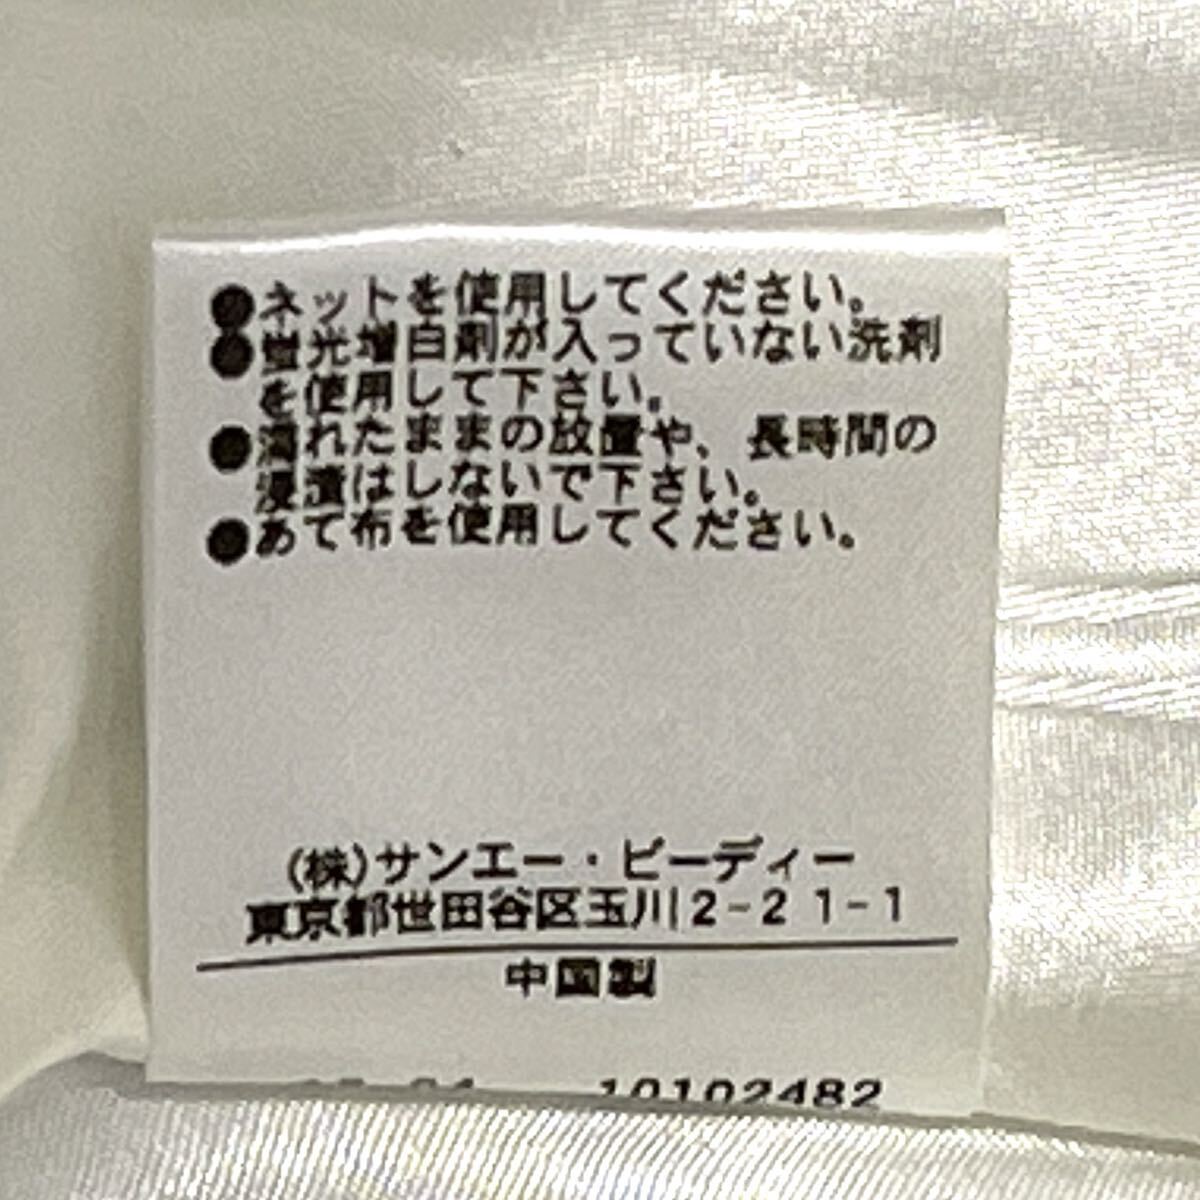 ●ネットを使用してください。
●蛍光増白剤が入っていない洗剤
を使用して下さい。
●濡れたままの放置や、長時間の
浸漬はしないで下さい。
●あて布を使用してください。
(株)サンエー・ビーディー
東京都世田谷区玉川2-21-1
中国製
10102482